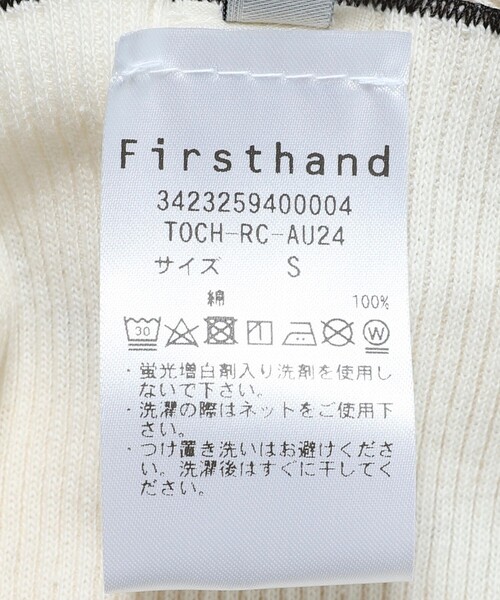 Firsthand
3423259400004
TOCH-RC-AU24
サイズ S
綿 100%
30 W
・蛍光増白剤入り洗剤を使用し
ないで下さい。
・洗濯の際はネットをご使用下
さい。
・つけ置き洗いはお避けくださ
い。洗濯後はすぐに干してく
ださい。